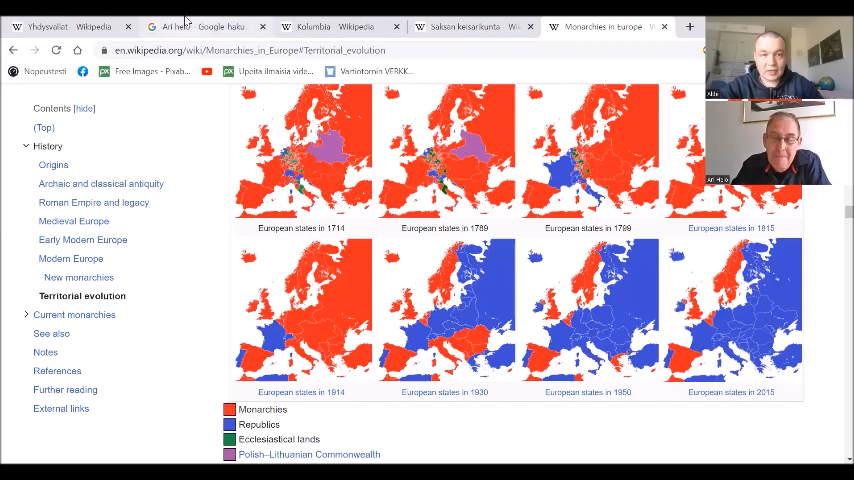 Yhdysvallat – Wikipedia
Ari helo - Google haku
Kolumbia – Wikipedia
Saksan keisarikunta – Wi
Monarchies in Europe - Wikipedi
en.wikipedia.org/wiki/Monarchies_in_Europe#Territorial_evolution
Nopeustesti
Free Images - Pixab...
Upeita ilmaisia vide...
Vartiotornin VERKK...
Contents [hide]
(Top)
History
Origins
Archaic and classical antiquity
Roman Empire and legacy
Medieval Europe
Early Modern Europe
Modern Europe
New monarchies
Territorial evolution
Current monarchies
See also
Notes
References
Further reading
External links
European states in 1714
European states in 1789
European states in 1799
European states in 1815
European states in 1914
European states in 1930
European states in 1950
European states in 2015
Monarchies
Republics
Ecclesiastical lands
Polish–Lithuanian Commonwealth
Ari Helo